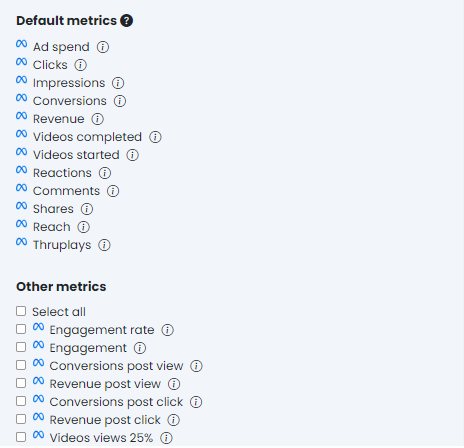 Default metrics ?
Ad spend i
Clicks i
Impressions i
Conversions i
Revenue i
Videos completed i
Videos started i
Reactions i
Comments i
Shares i
Reach i
Thruplays i
Other metrics
Select all
Engagement rate i
Engagement i
Conversions post view i
Revenue post view i
Conversions post click i
Revenue post click i
Videos views 25% i